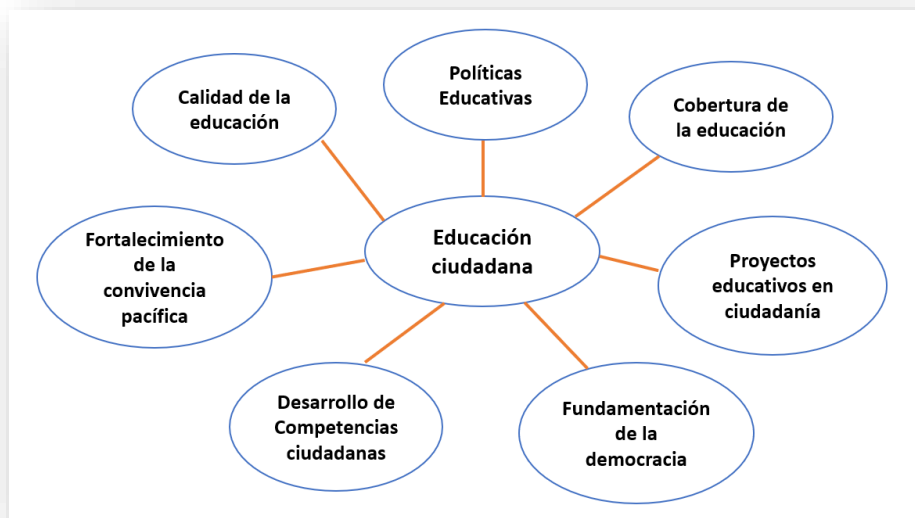 Políticas
Educativas
Calidad de la
educación
Cobertura de
la educación
Educación
ciudadana
Fortalecimiento
de la
convivencia
pacífica
Proyectos
educativos en
ciudadanía
Desarrollo de
Competencias
ciudadanas
Fundamentación
de la
democracia